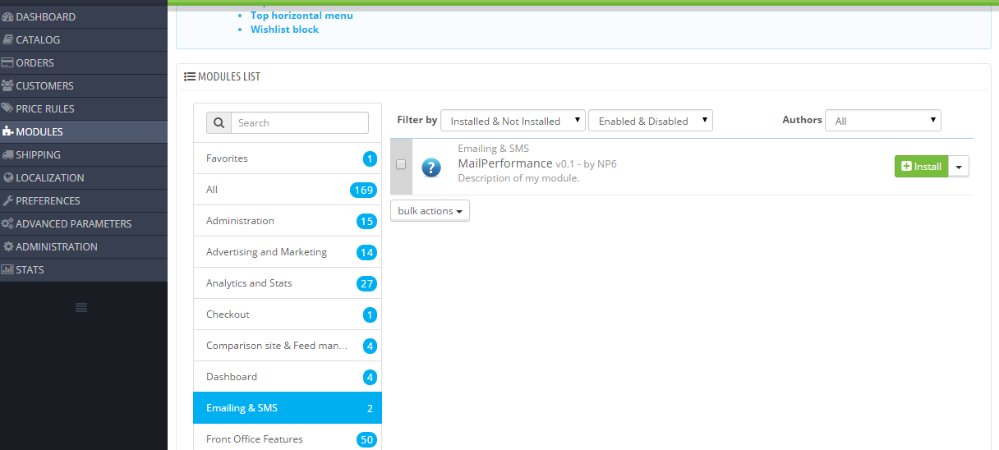 DASHBOARD
CATALOG
ORDERS
CUSTOMERS
PRICE RULES
MODULES
SHIPPING
LOCALIZATION
PREFERENCES
ADVANCED PARAMETERS
ADMINISTRATION
STATS
Top horizontal menu
Wishlist block
MODULES LIST
Search
Favorites 1
All 169
Administration 15
Advertising and Marketing 14
Analytics and Stats 27
Checkout 1
Comparison site & Feed man... 4
Dashboard 4
Emailing & SMS 2
Front Office Features 50
Filter by Installed & Not Installed Enabled & Disabled Authors All
Emailing & SMS
MailPerformance v0.1 - by NP6
Description of my module.
Install
bulk actions